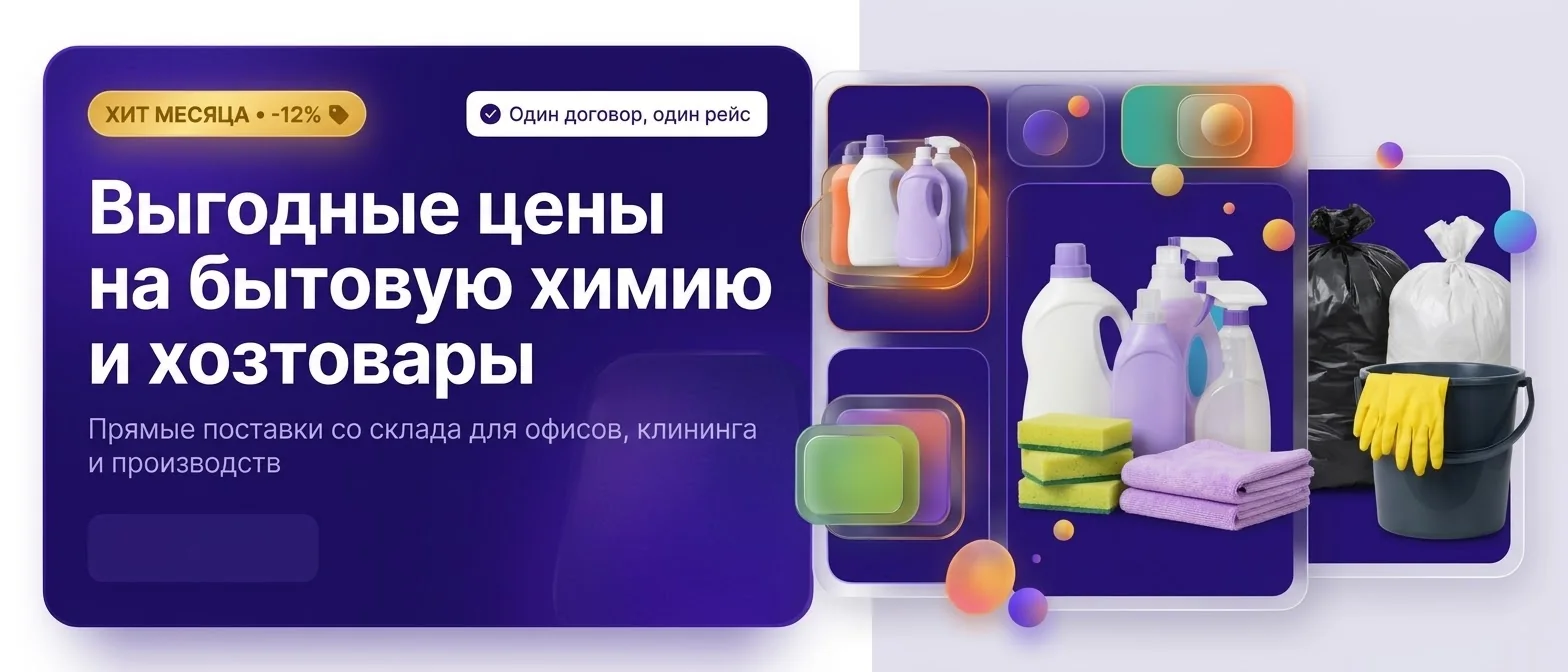 ХИТ МЕСЯЦА • -12%
Один договор, один рейс
Выгодные цены
на бытовую химию
и хозтовары
Прямые поставки со склада для офисов, клининга
и производств